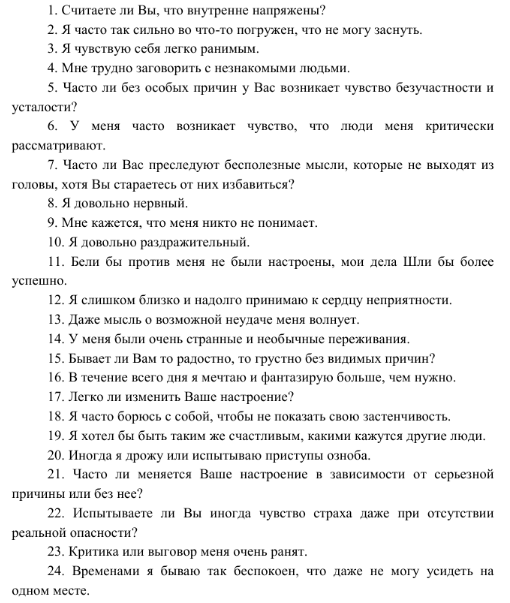 1. Считаете ли Вы, что внутренне напряжены?
2. Я часто так сильно во что-то погружен, что не могу заснуть.
3. Я чувствую себя легко ранимым.
4. Мне трудно заговорить с незнакомыми людьми.
5. Часто ли без особых причин у Вас возникает чувство безучастности и
усталости?
6. У меня часто возникает чувство, что люди меня критически
рассматривают.
7. Часто ли Вас преследуют бесполезные мысли, которые не выходят из
головы, хотя Вы стараетесь от них избавиться?
8. Я довольно нервный.
9. Мне кажется, что меня никто не понимает.
10. Я довольно раздражительный.
11. Бели бы против меня не были настроены, мои дела Шли бы более
успешно.
12. Я слишком близко и надолго принимаю к сердцу неприятности.
13. Даже мысль о возможной неудаче меня волнует.
14. У меня были очень странные и необычные переживания.
15. Бывает ли Вам то радостно, то грустно без видимых причин?
16. В течение всего дня я мечтаю и фантазирую больше, чем нужно.
17. Легко ли изменить Ваше настроение?
18. Я часто борюсь с собой, чтобы не показать свою застенчивость.
19. Я хотел бы быть таким же счастливым, какими кажутся другие люди.
20. Иногда я дрожу или испытываю приступы озноба.
21. Часто ли меняется Ваше настроение в зависимости от серьезной
причины или без нее?
22. Испытываете ли Вы иногда чувство страха даже при отсутствии
реальной опасности?
23. Критика или выговор меня очень ранят.
24. Временами я бываю так беспокоен, что даже не могу усидеть на
одном месте.